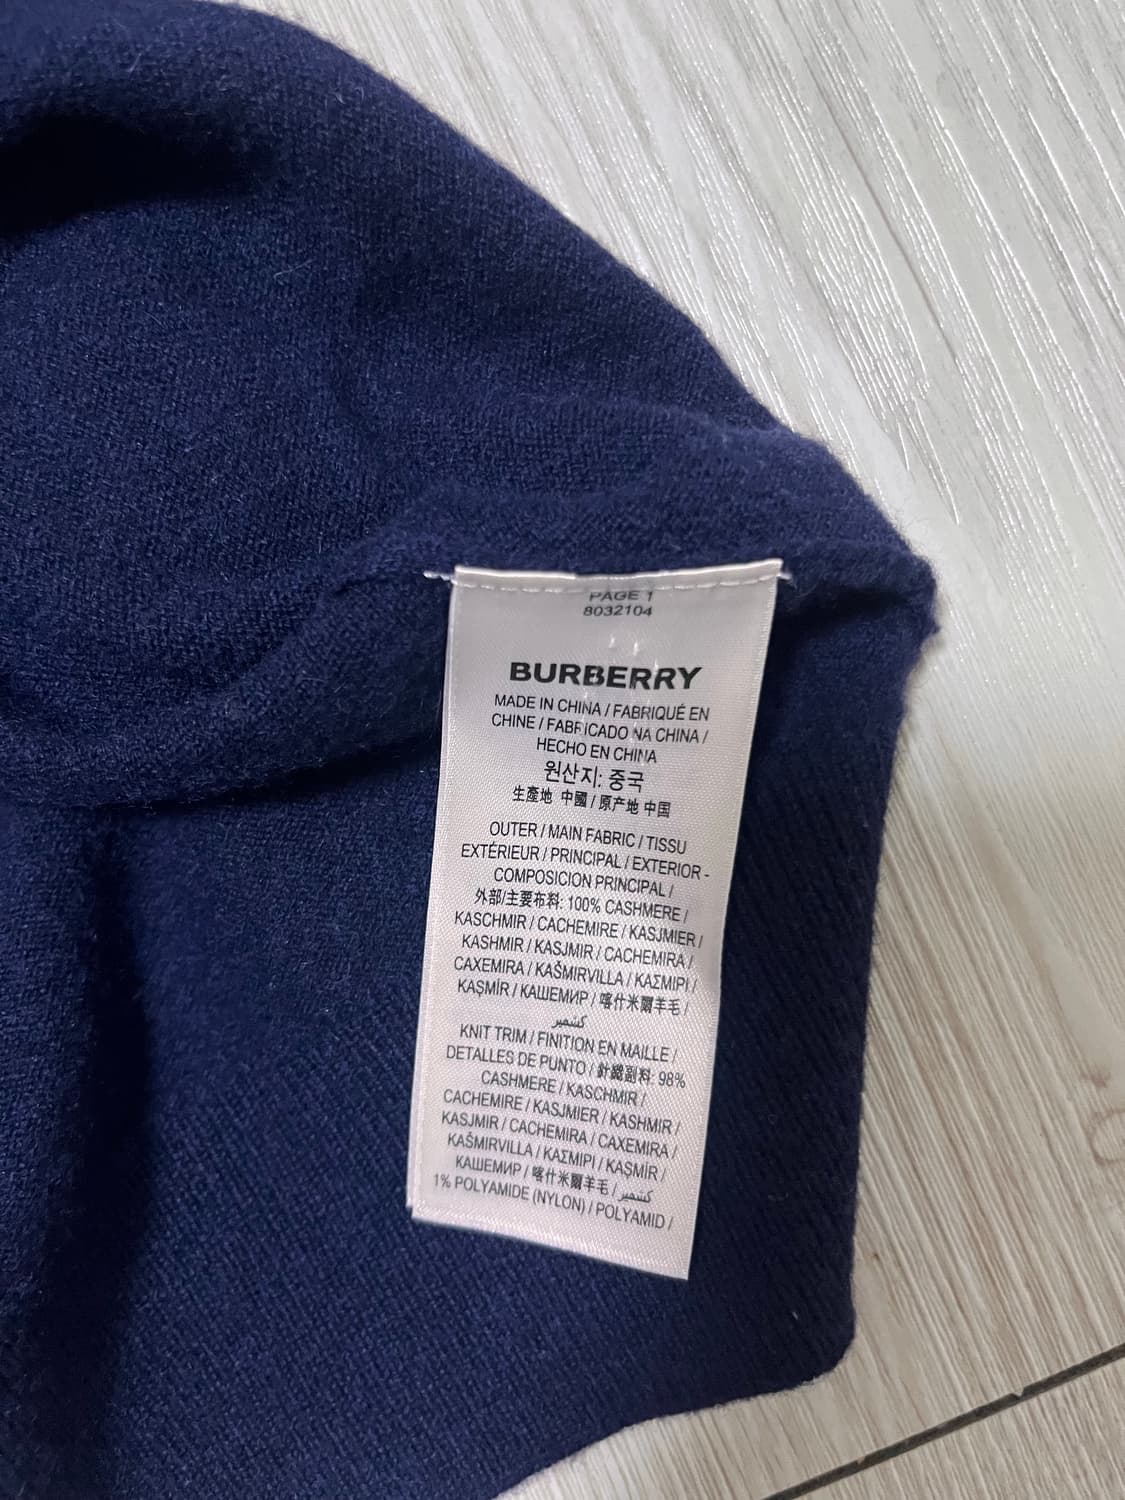 PAGE 1
8032104
BURBERRY
MADE IN CHINA / FABRIQUÉ EN
CHINE / FABRICADO NA CHINA /
HECHO EN CHINA
원산지: 중국
生產地 中國 / 原产地 中国
OUTER / MAIN FABRIC / TISSU
EXTÉRIEUR / PRINCIPAL / EXTERIOR -
COMPOSICION PRINCIPAL /
外部/主要布料: 100% CASHMERE /
KASCHMIR / CACHEMIRE / KASJMIER /
KASHMIR / KASJMIR / CACHEMIRA /
CAXEMIRA / KAŠMIRVILLA / ΚΑΣΜΙΡΙ /
KAŞMİR / КАШЕМИР / 喀什米爾羊毛 /
كشمير
KNIT TRIM / FINITION EN MAILLE /
DETALLES DE PUNTO / 針織副料: 98%
CASHMERE / KASCHMIR /
CACHEMIRE / KASJMIER / KASHMIR /
KASJMIR / CACHEMIRA / CAXEMIRA /
KAŠMIRVILLA / ΚΑΣΜΙΡΙ / KAŞMİR /
КАШЕМИР / 喀什米爾羊毛 / كشمير
1% POLYAMIDE (NYLON) / POLYAMID /